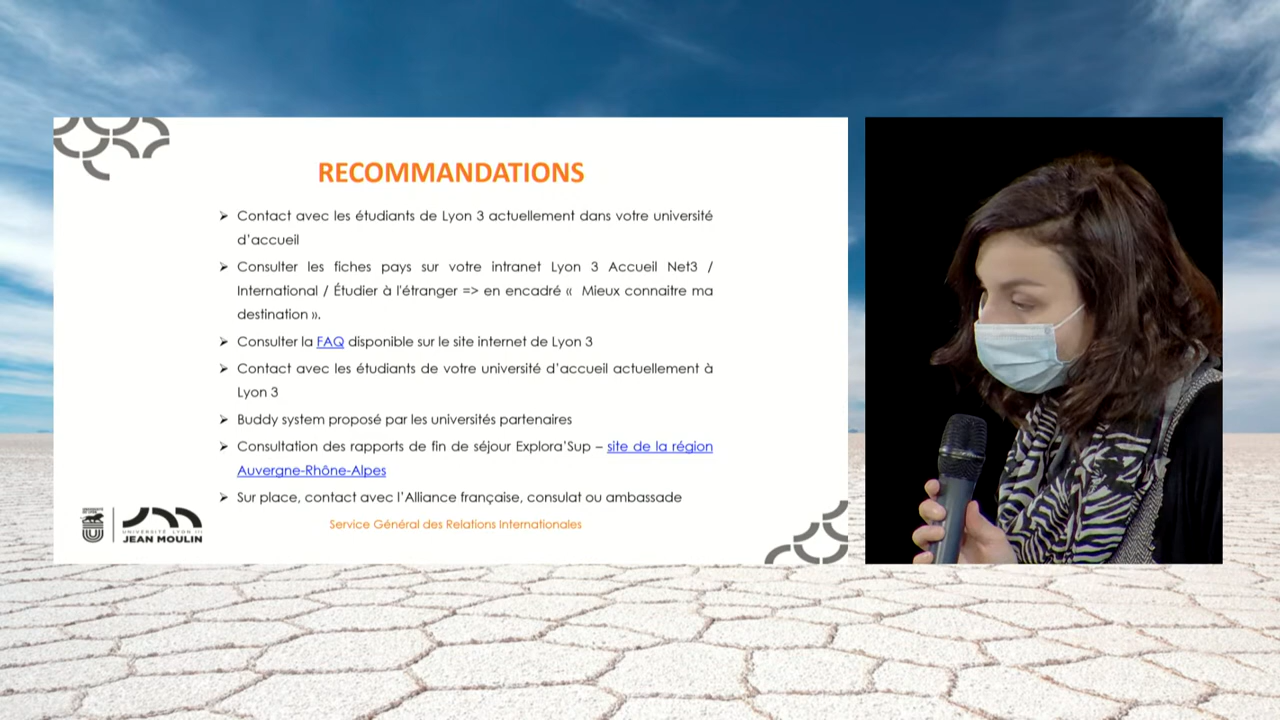 RECOMMANDATIONS
➢ Contact avec les étudiants de Lyon 3 actuellement dans votre université
d’accueil
➢ Consulter les fiches pays sur votre intranet Lyon 3 Accueil Net3 /
International / Étudier à l'étranger => en encadré « Mieux connaitre ma
destination ».
➢ Consulter la FAQ disponible sur le site internet de Lyon 3
➢ Contact avec les étudiants de votre université d’accueil actuellement à
Lyon 3
➢ Buddy system proposé par les universités partenaires
➢ Consultation des rapports de fin de séjour Explora’Sup – site de la région
Auvergne-Rhône-Alpes
➢ Sur place, contact avec l’Alliance française, consulat ou ambassade
Service Général des Relations Internationales
UNIVERSITÉ LYON III
JEAN MOULIN